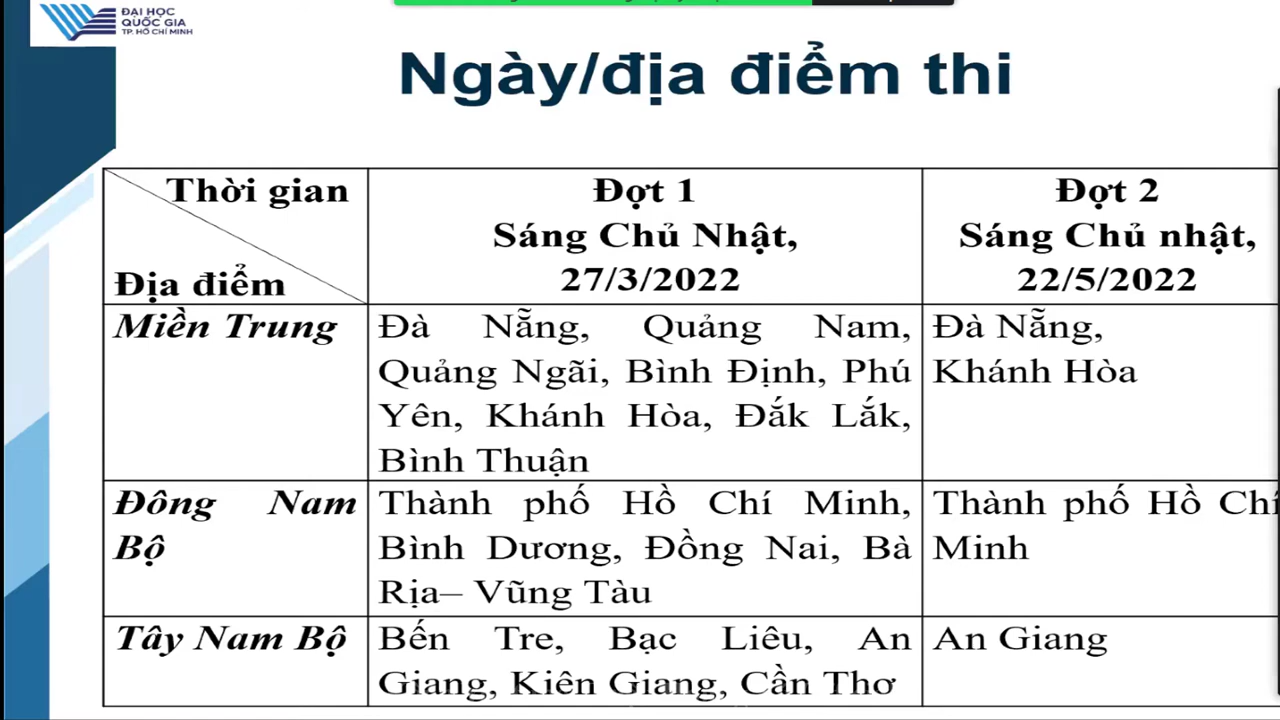 ĐẠI HỌC
QUỐC GIA
TP. HỒ CHÍ MINH
Ngày/địa điểm thi
Thời gian
Địa điểm
Đợt 1
Sáng Chủ Nhật,
27/3/2022
Đợt 2
Sáng Chủ nhật,
22/5/2022
Miền Trung
Đà Nẵng, Quảng Nam,
Quảng Ngãi, Bình Định, Phú
Yên, Khánh Hòa, Đắk Lắk,
Bình Thuận
Đà Nẵng,
Khánh Hòa
Đông Nam
Bộ
Thành phố Hồ Chí Minh,
Bình Dương, Đồng Nai, Bà
Rịa– Vũng Tàu
Thành phố Hồ Chí
Minh
Tây Nam Bộ
Bến Tre, Bạc Liêu, An
Giang, Kiên Giang, Cần Thơ
An Giang